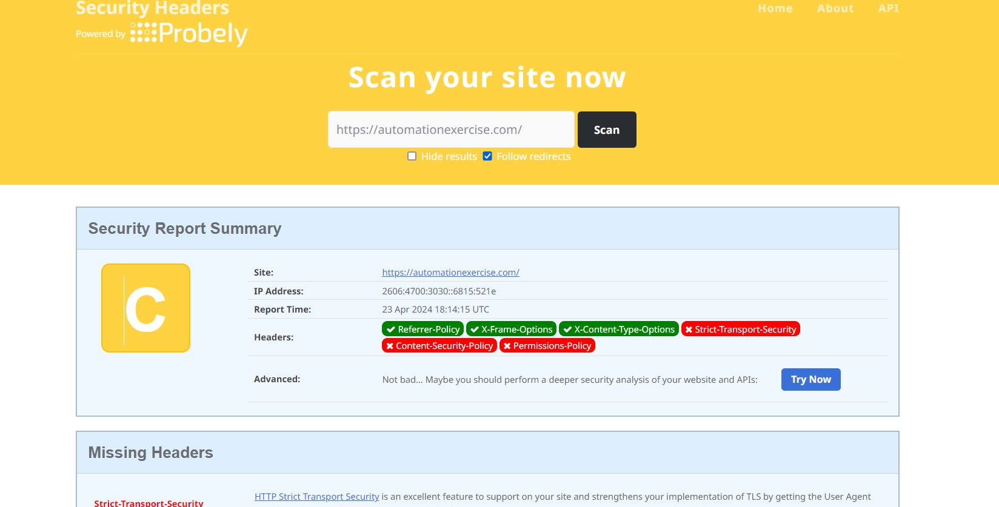 Security Headers
Home About API
Powered by Probely
Scan your site now
https://automationexercise.com/ Scan
Hide results Follow redirects
Security Report Summary
C
Site: https://automationexercise.com/
IP Address: 2606:4700:3030::6815:521e
Report Time: 23 Apr 2024 18:14:15 UTC
Headers: Referrer-Policy X-Frame-Options X-Content-Type-Options Strict-Transport-Security
Content-Security-Policy Permissions-Policy
Advanced: Not bad... Maybe you should perform a deeper security analysis of your website and APIs: Try Now
Missing Headers
Strict-Transport-Security HTTP Strict Transport Security is an excellent feature to support on your site and strengthens your implementation of TLS by getting the User Agent